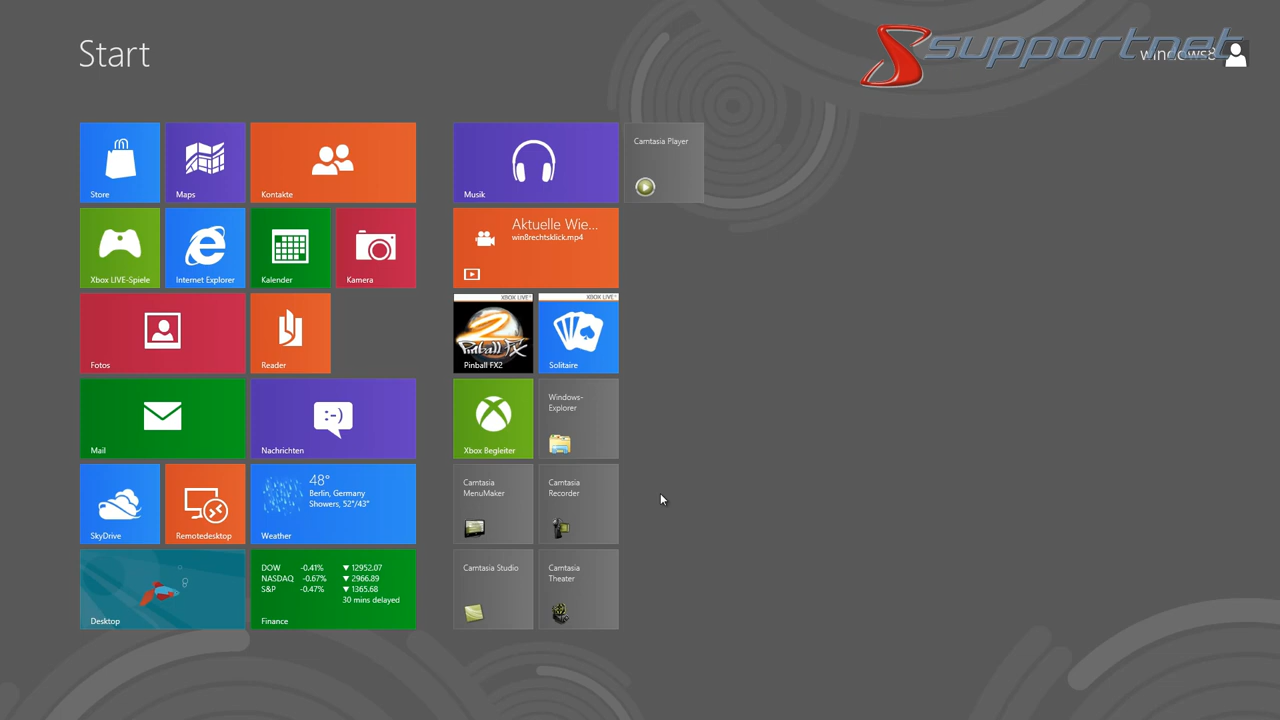 Start
supportnet
windows8
Store
Maps
Kontakte
Xbox LIVE-Spiele
Internet Explorer
Kalender
Kamera
Fotos
Reader
Mail
Nachrichten
SkyDrive
Remotedesktop
48°
Berlin, Germany
Showers, 52°/43°
Weather
Desktop
DOW -0.41% ▼ 12952.07
NASDAQ -0.67% ▼ 2966.89
S&P -0.47% ▼ 1365.68
30 mins delayed
Finance
Musik
Camtasia Player
Aktuelle Wie...
win8rechtsklick.mp4
XBOX LIVE
2
Pinball FX
Pinball FX2
XBOX LIVE
Solitaire
Xbox Begleiter
Windows-
Explorer
Camtasia
MenuMaker
Camtasia
Recorder
Camtasia Studio
Camtasia
Theater